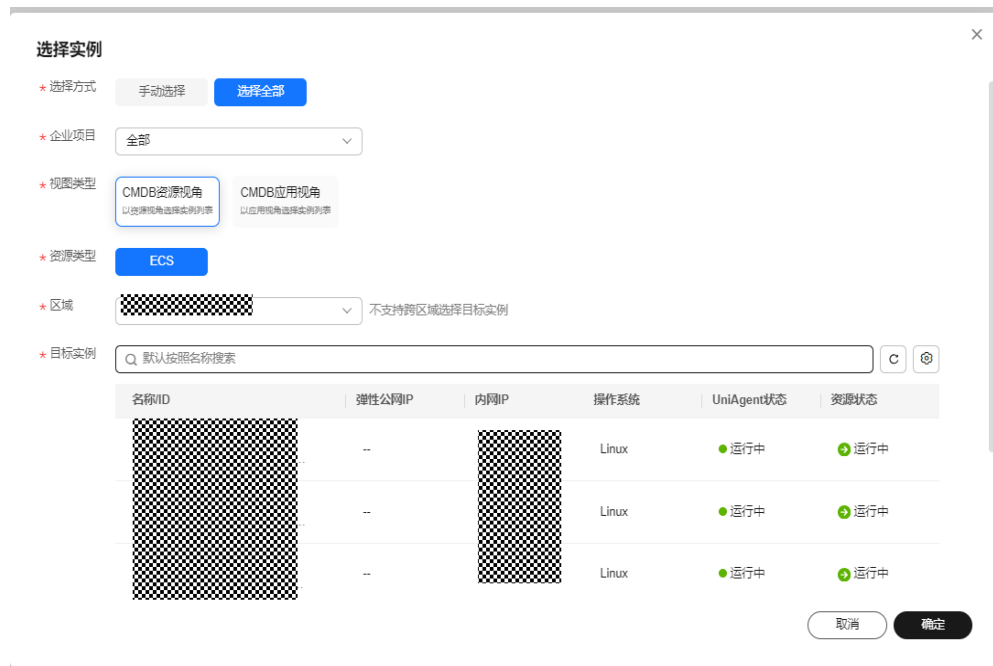 选择实例
* 选择方式 手动选择 选择全部
* 企业项目 全部
* 视图类型 CMDB资源视角 CMDB应用视角
以资源视角选择实例列表 以应用视角选择实例列表
* 资源类型 ECS
* 区域 不支持跨区域选择目标实例
* 目标实例 默认按照名称搜索
名称/ID 弹性公网IP 内网IP 操作系统 UniAgent状态 资源状态
-- Linux 运行中 运行中
-- Linux 运行中 运行中
-- Linux 运行中 运行中
取消 确定